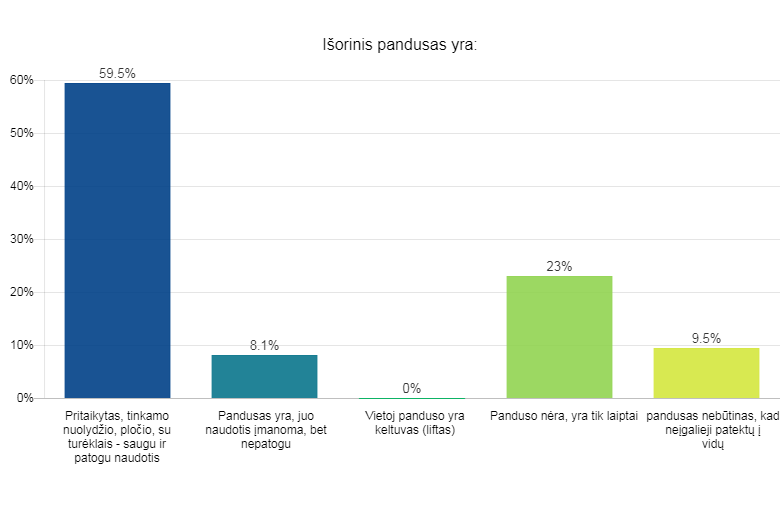 Išorinis pandusas yra:
59.5%
60%
50%
40%
30%
23%
20%
9.5%
8.1%
10%
0%
0%
Pritaikytas, tinkamo
nuolydžio, pločio, su
turėklais - saugu ir
patogu naudotis
Pandusas yra, juo
naudotis įmanoma, bet
nepatogu
Vietoj panduso yra
keltuvas (liftas)
Panduso nėra, yra tik laiptai
pandusas nebūtinas, kad
neįgalieji patektų į
vidų